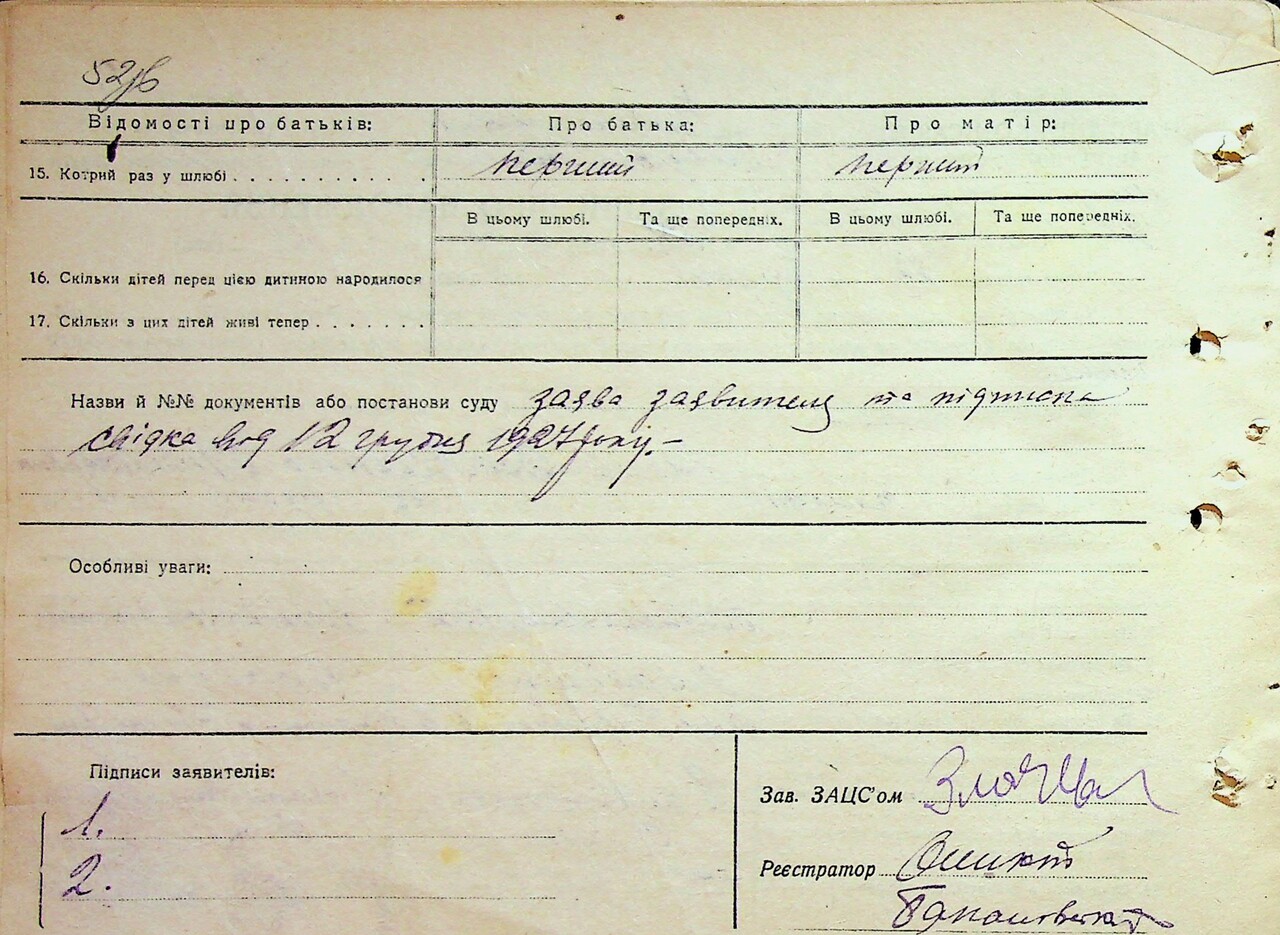 52/в
Відомості про батьків: Про батька: Про матір:
15. Котрий раз у шлюбі . . . . . . . . . . . . перший перший
В цьому шлюбі. Та ще попередніх. В цьому шлюбі. Та ще попередніх.
16. Скільки дітей перед цією дитиною народилося
17. Скільки з цих дітей живі тепер . . . . . . .
Назви й №№ документів або постанови суду заява заявителя та підписка
свідка від 12 грудня 1927 року. –
Особливі уваги:
Підписи заявителів:
1.
2.
Зав. ЗАЦС'ом
Реєстратор